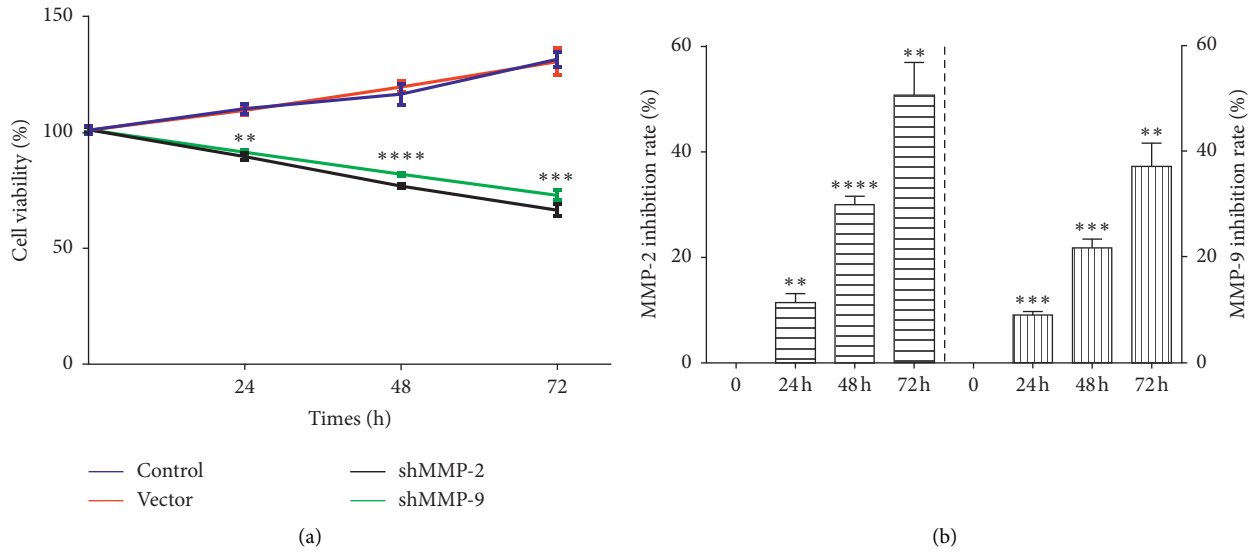 150
100
50
0
Cell viability (%)
**
****
***
24
48
72
Times (h)
Control
Vector
shMMP-2
shMMP-9
(a)
60
40
20
0
MMP-2 inhibition rate (%)
**
****
**
***
***
**
0 24 h 48 h 72 h 0 24 h 48 h 72 h
60
40
20
0
MMP-9 inhibition rate (%)
(b)